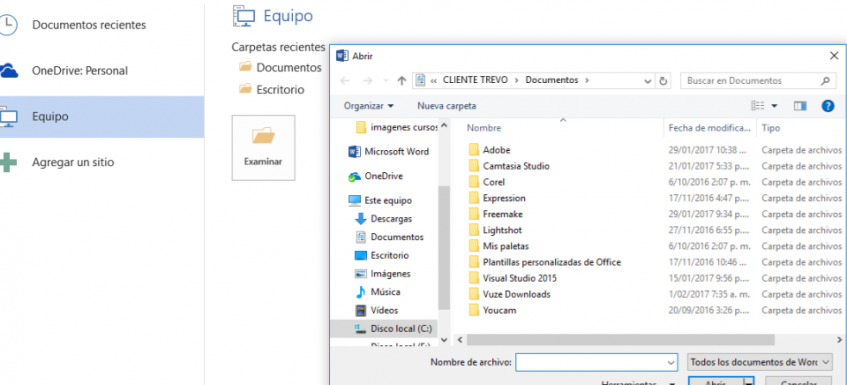 Equipo
Documentos recientes
OneDrive: Personal
Equipo
Agregar un sitio
Carpetas recientes
Documentos
Escritorio
Examinar
Abrir
« CLIENTE TREVO > Documentos >
Buscar en Documentos
Organizar
Nueva carpeta
imagenes cursos
Microsoft Word
OneDrive
Este equipo
Descargas
Documentos
Escritorio
Imágenes
Música
Vídeos
Disco local (C:)
Nombre Fecha de modifica... Tipo
Adobe 29/01/2017 10:38 ... Carpeta de archivos
Camtasia Studio 21/01/2017 5:33 p.... Carpeta de archivos
Corel 6/10/2016 2:07 p. m. Carpeta de archivos
Expression 17/11/2016 4:47 p.... Carpeta de archivos
Freemake 29/01/2017 9:34 p.... Carpeta de archivos
Lightshot 27/11/2016 6:55 p.... Carpeta de archivos
Mis paletas 6/10/2016 2:07 p. m. Carpeta de archivos
Plantillas personalizadas de Office 17/11/2016 10:46 ... Carpeta de archivos
Visual Studio 2015 15/01/2017 9:56 p.... Carpeta de archivos
Vuze Downloads 1/02/2017 7:35 a. m. Carpeta de archivos
Youcam 20/09/2016 3:26 p.... Carpeta de archivos
Nombre de archivo:
Todos los documentos de Word
Herramientas
Abrir
Cancelar